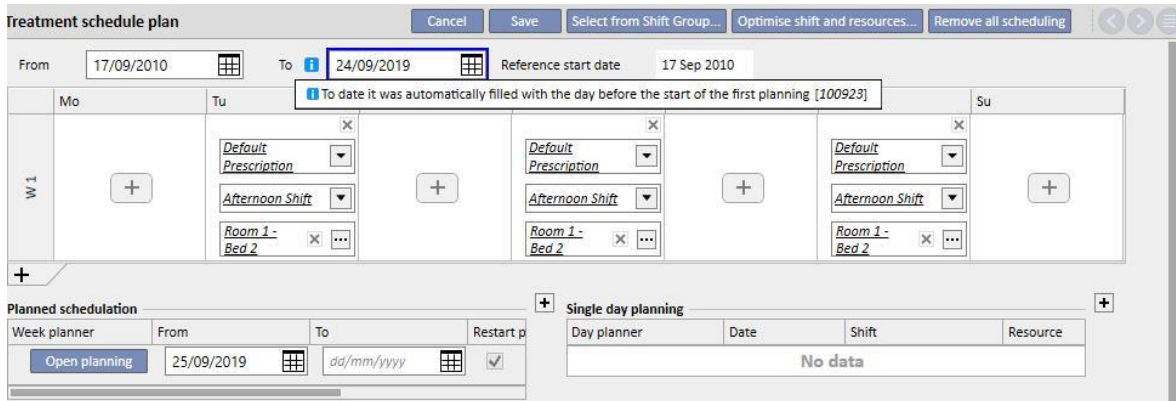 Treatment schedule plan Cancel Save Select from Shift Group... Optimise shift and resources... Remove all scheduling
From 17/09/2010 To 24/09/2019 Reference start date 17 Sep 2010
To date it was automatically filled with the day before the start of the first planning [100923]
Mo Tu Su
Default Prescription Default Prescription Default Prescription
W 1
Afternoon Shift Afternoon Shift Afternoon Shift
Room 1 - Bed 2 Room 1 - Bed 2 Room 1 - Bed 2
Planned schedulation Single day planning
Week planner From To Restart p Day planner Date Shift Resource
Open planning 25/09/2019 dd/mm/yyyy No data